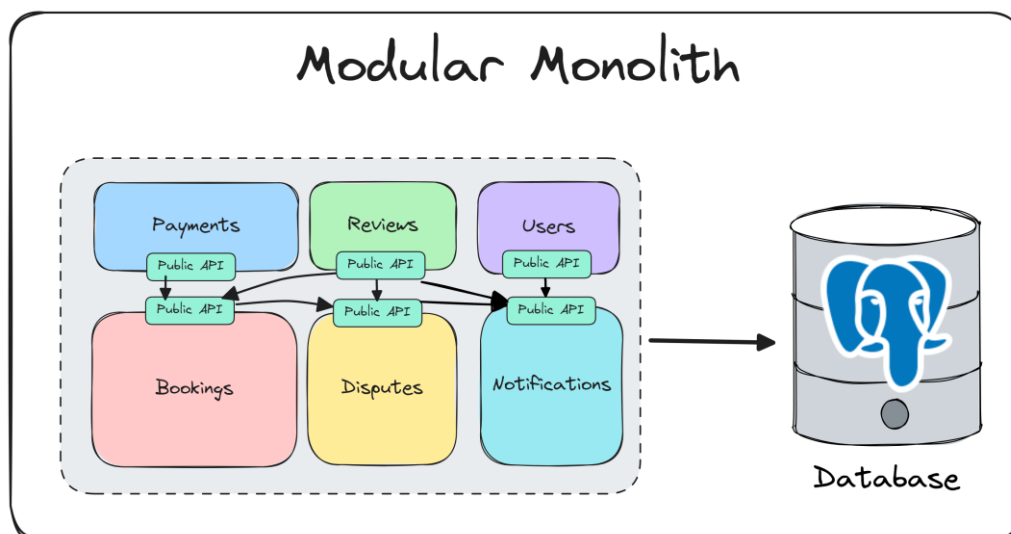 Modular Monolith
Payments
Reviews
Users
Public API
Public API
Public API
Public API
Public API
Public API
Bookings
Disputes
Notifications
Database